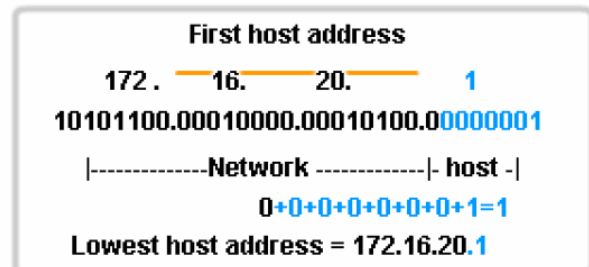 First host address
172. 16. 20. 1
10101100.00010000.00010100.00000001
|--------------Network -------------|- host -|
0+0+0+0+0+0+0+1=1
Lowest host address = 172.16.20.1